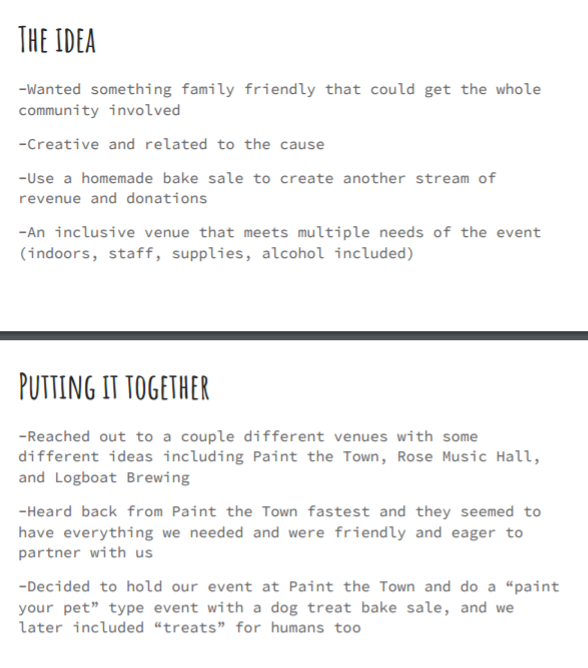 The idea
-Wanted something family friendly that could get the whole
community involved
-Creative and related to the cause
-Use a homemade bake sale to create another stream of
revenue and donations
-An inclusive venue that meets multiple needs of the event
(indoors, staff, supplies, alcohol included)
Putting it together
-Reached out to a couple different venues with some
different ideas including Paint the Town, Rose Music Hall,
and Logboat Brewing
-Heard back from Paint the Town fastest and they seemed to
have everything we needed and were friendly and eager to
partner with us
-Decided to hold our event at Paint the Town and do a “paint
your pet” type event with a dog treat bake sale, and we
later included “treats” for humans too